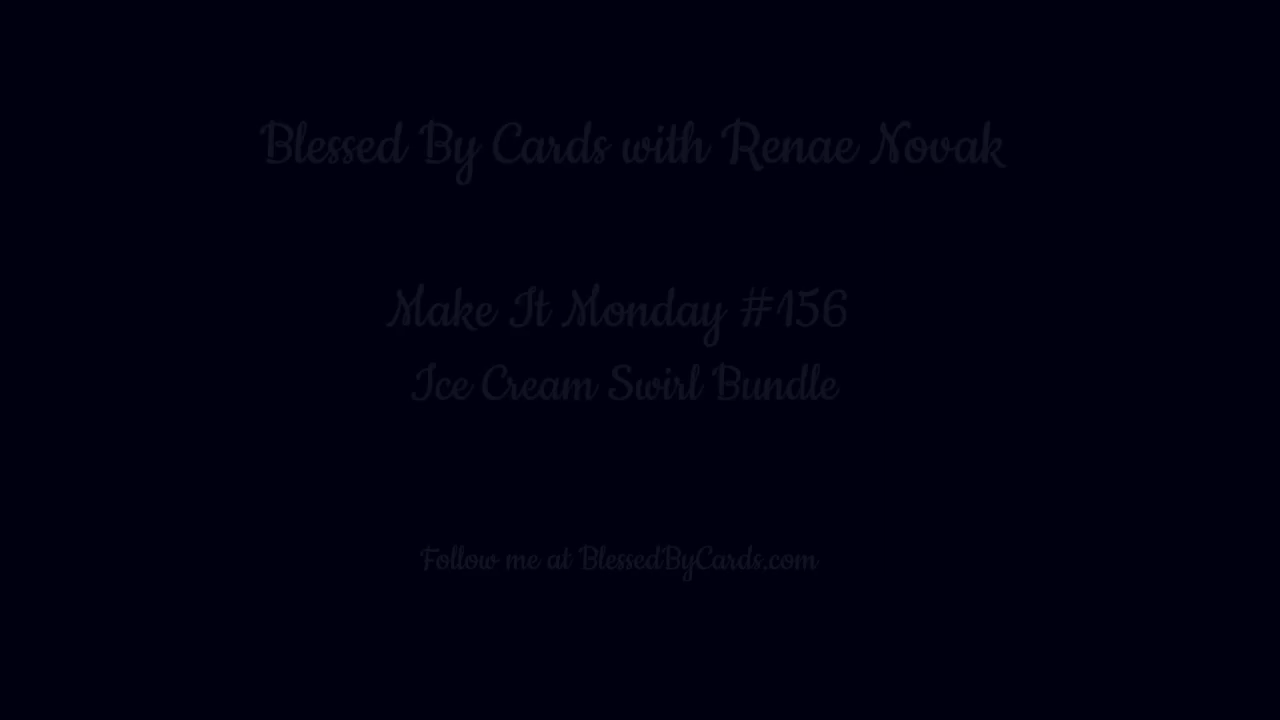 Blessed By Cards with Renae Novak
Make It Monday #156
Ice Cream Swirl Bundle
Follow me at BlessedByCards.com